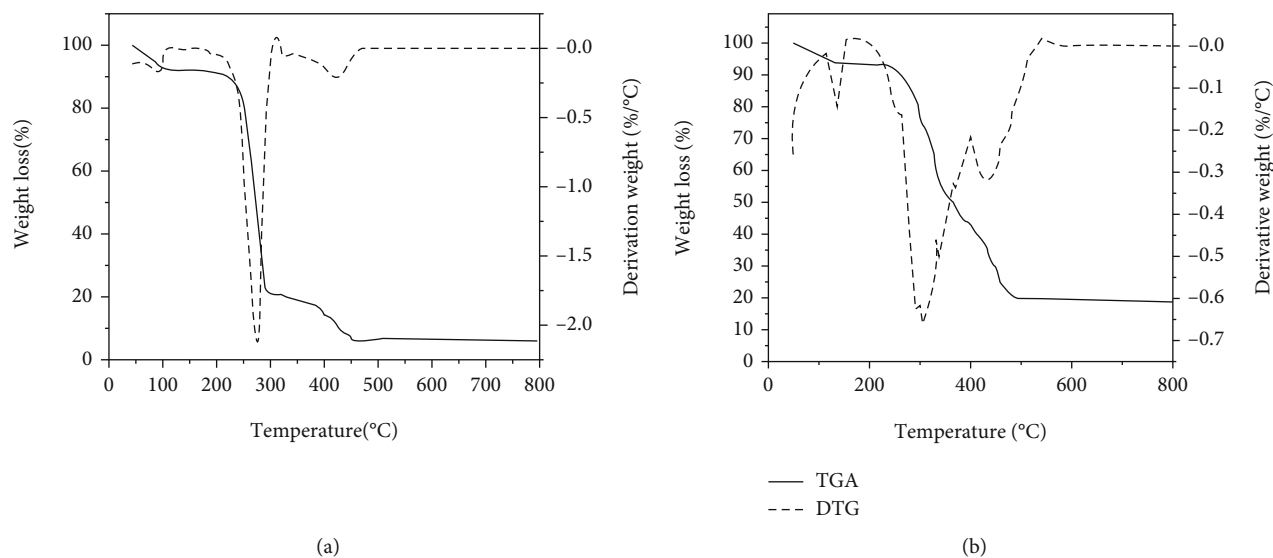 100
80
60
40
20
0
Weight loss(%)
–0.0
–0.5
–1.0
–1.5
–2.0
Derivation weight (%/°C)
0 50 100 200 300 400 500 600 700 800
Temperature(°C)
(a)
100
90
80
70
60
50
40
30
20
10
0
Weight loss (%)
–0.0
–0.1
–0.2
–0.3
–0.4
–0.5
–0.6
–0.7
Derivative weight (%/°C)
0 200 400 600 800
Temperature (°C)
TGA
DTG
(b)